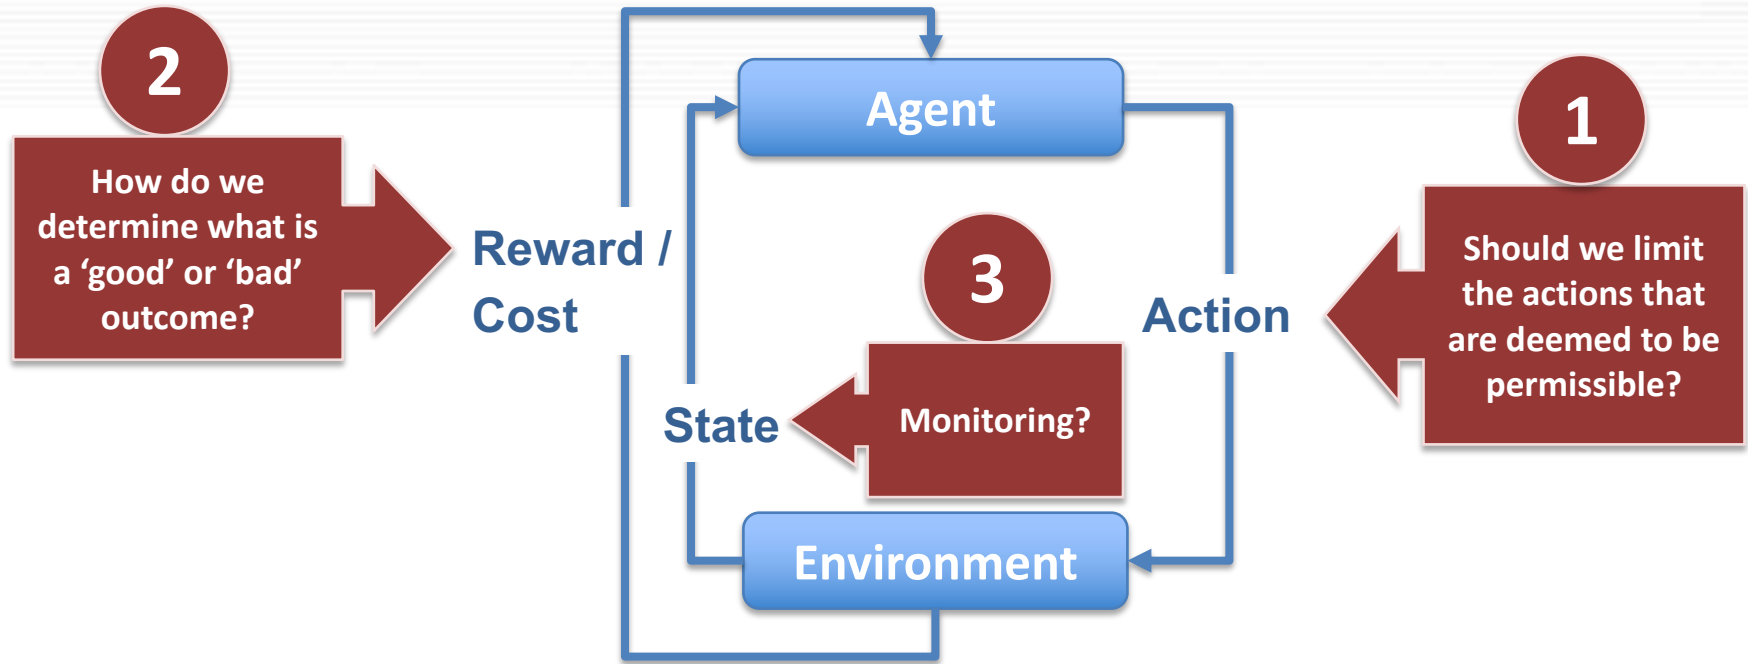 2
How do we
determine what is
a ‘good’ or ‘bad’
outcome?
Reward /
Cost
Agent
State
3
Monitoring?
Environment
Action
1
Should we limit
the actions that
are deemed to be
permissible?